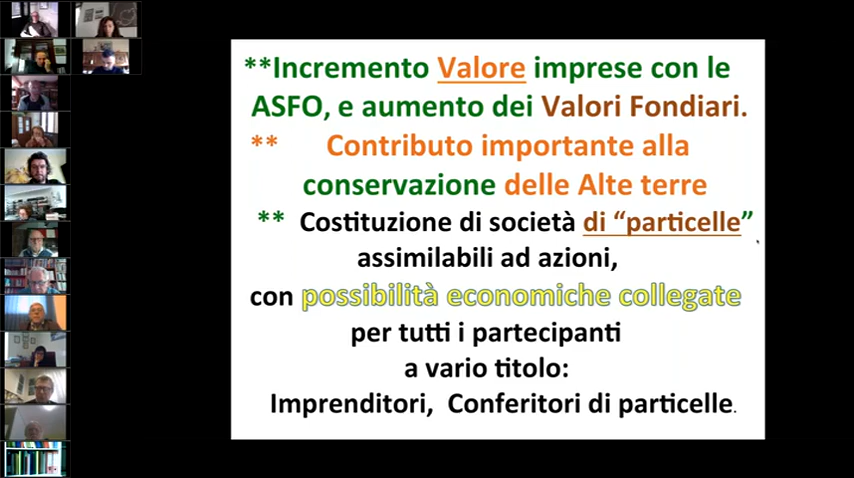 **Incremento Valore imprese con le
ASFO, e aumento dei Valori Fondiari.
** Contributo importante alla
conservazione delle Alte terre
** Costituzione di società di “particelle”
assimilabili ad azioni,
con possibilità economiche collegate
per tutti i partecipanti
a vario titolo:
Imprenditori, Conferitori di particelle.